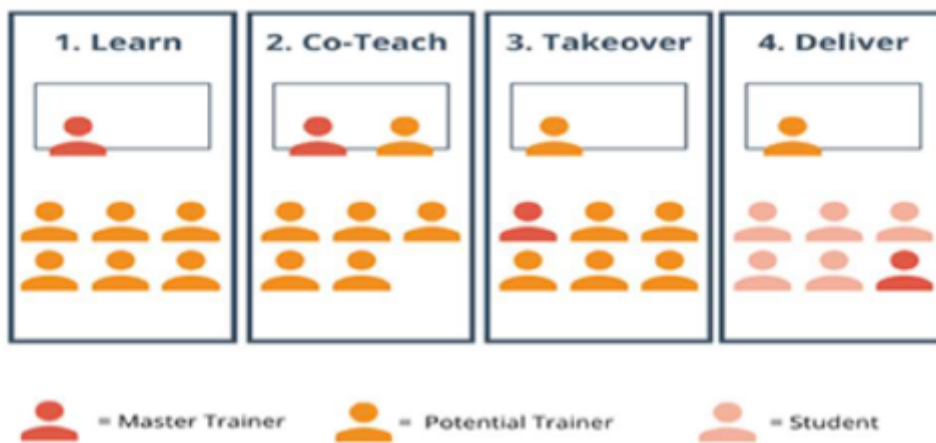 1. Learn
2. Co-Teach
3. Takeover
4. Deliver
= Master Trainer
= Potential Trainer
= Student